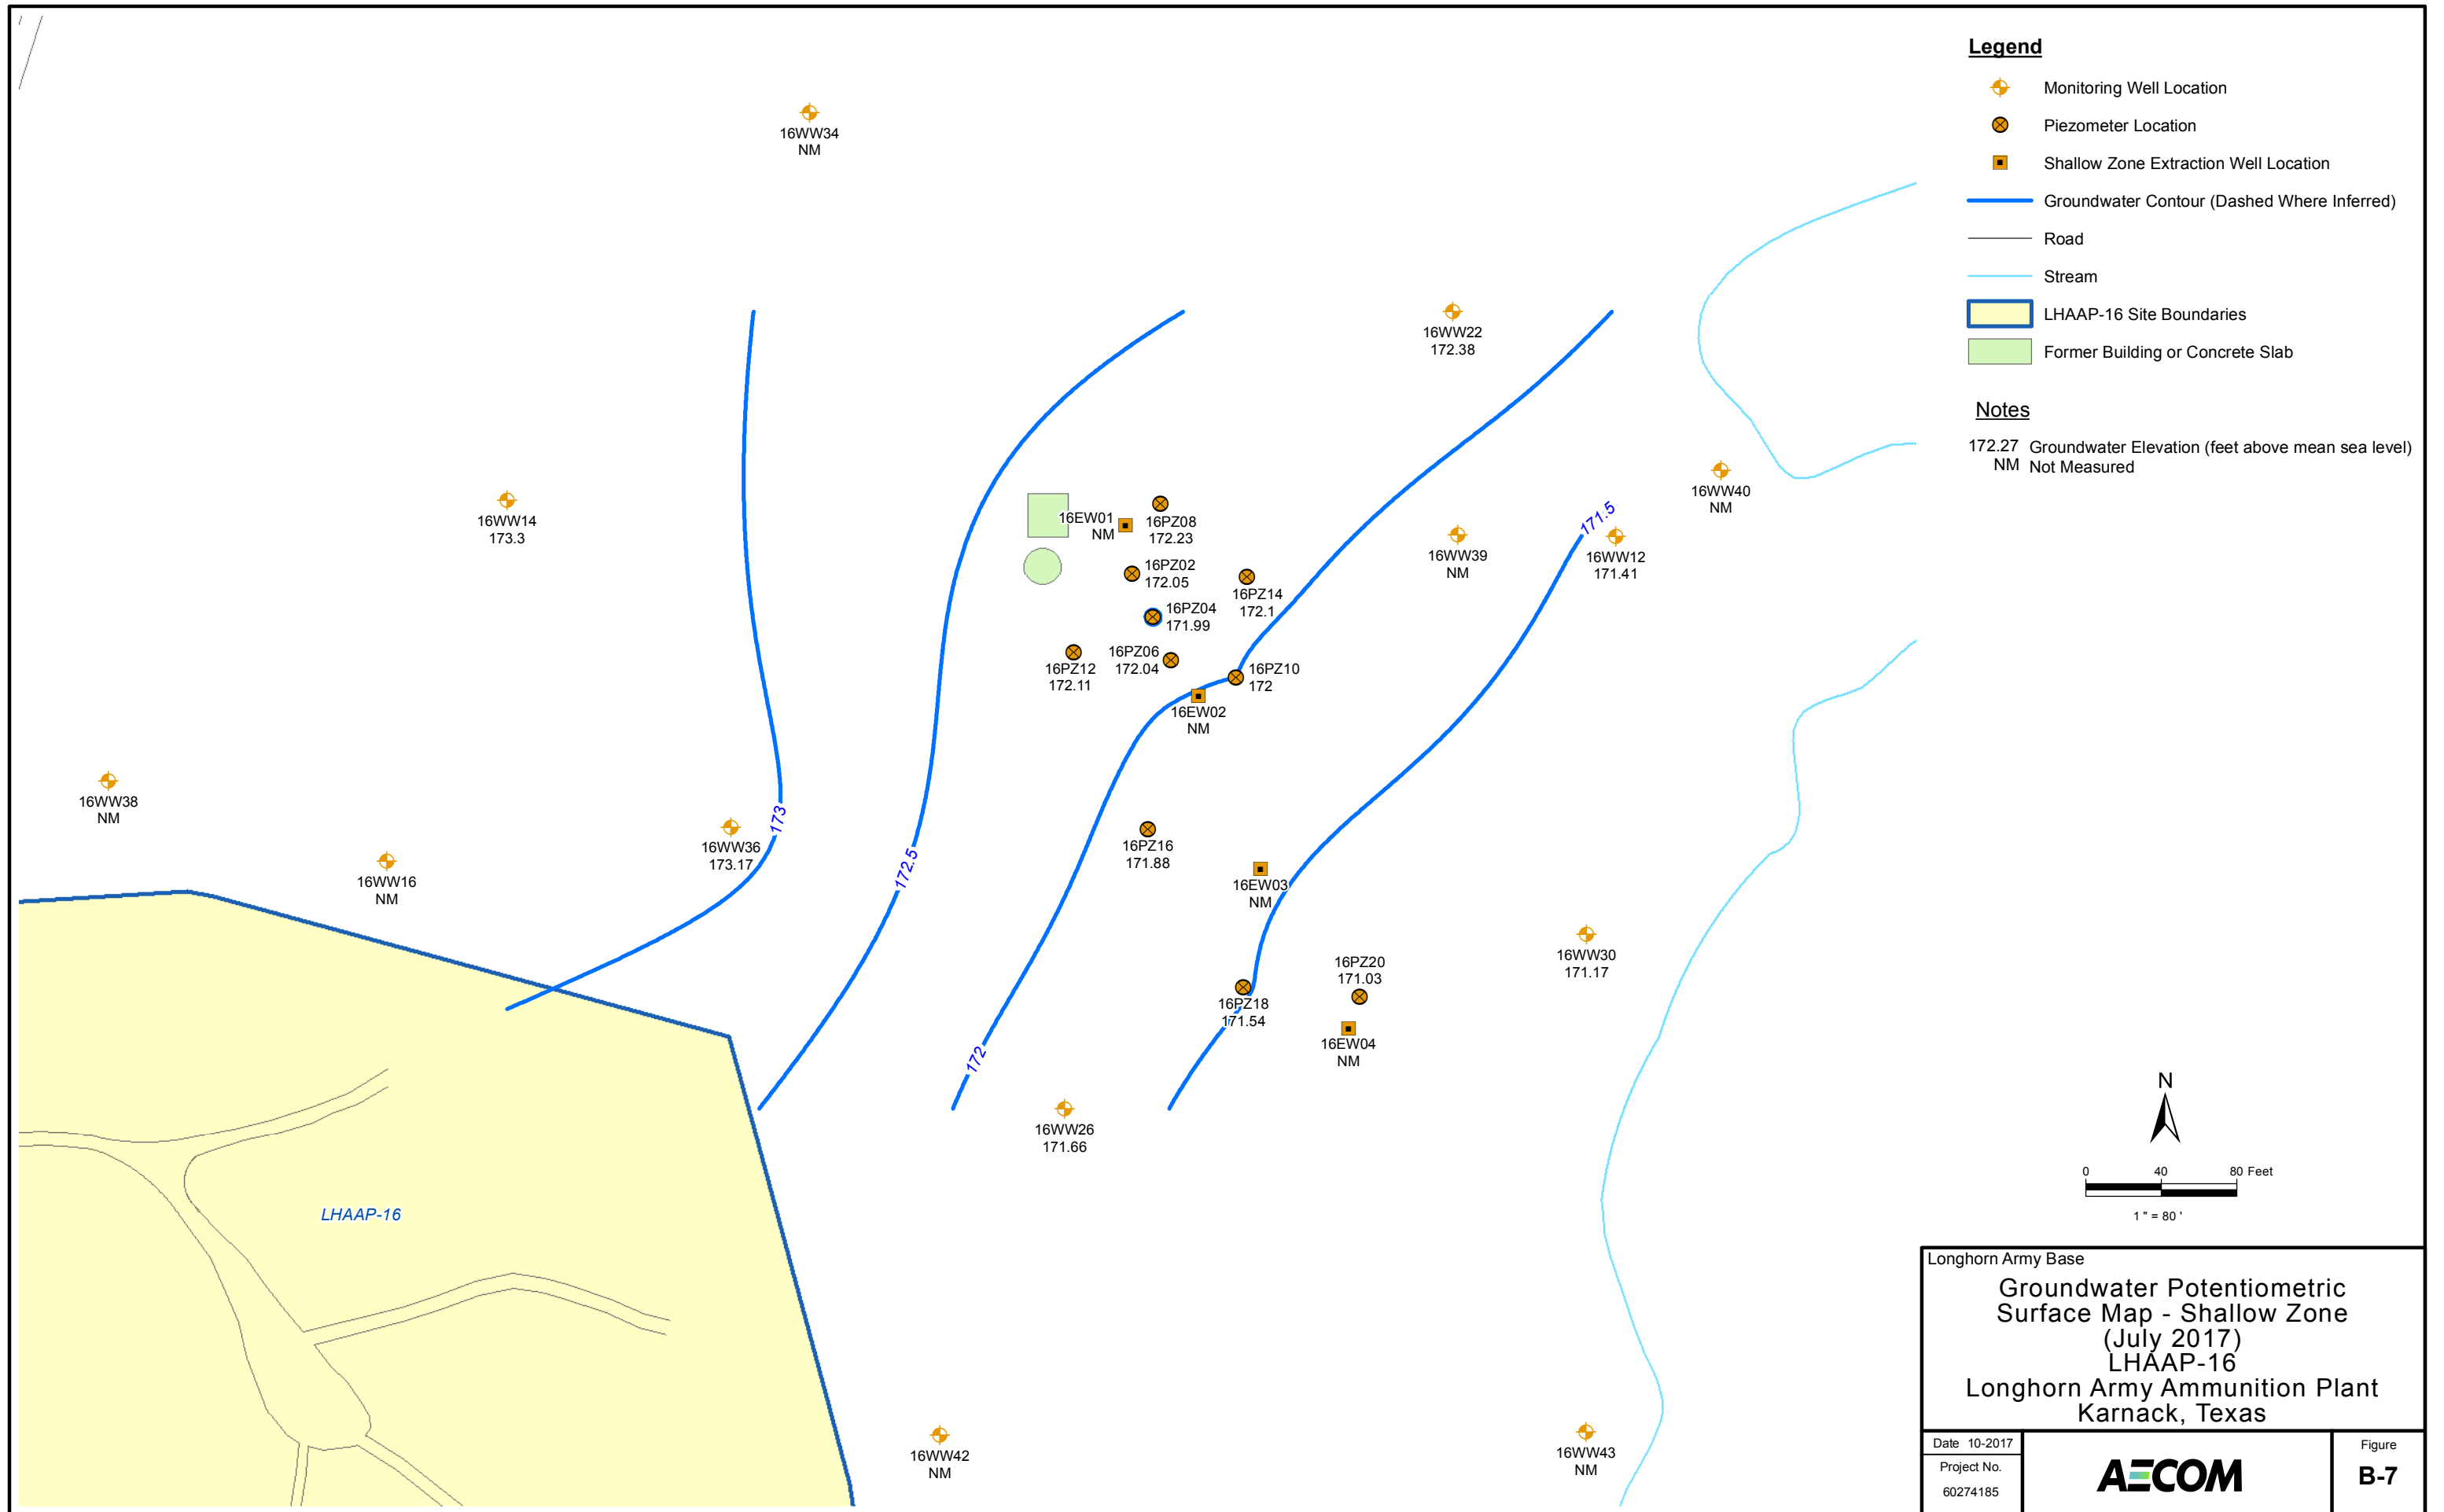 Legend
Monitoring Well Location
Piezometer Location
Shallow Zone Extraction Well Location
Groundwater Contour (Dashed Where Inferred)
Road
Stream
LHAAP-16 Site Boundaries
Former Building or Concrete Slab
Notes
172.27 Groundwater Elevation (feet above mean sea level)
NM Not Measured
16WW34
NM
16WW22
172.38
16WW14
173.3
16EW01
NM
16PZ08
172.23
16PZ02
172.05
16PZ14
172.1
16PZ04
171.99
16PZ12
172.11
16PZ06
172.04
16PZ10
172
16EW02
NM
16WW39
NM
171.5
16WW12
171.41
16WW40
NM
16WW38
NM
16WW16
NM
16WW36
173.17
173
172.5
16PZ16
171.88
16EW03
NM
16WW30
171.17
16PZ20
171.03
16PZ18
171.54
16EW04
NM
172
16WW26
171.66
LHAAP-16
16WW42
NM
16WW43
NM
N
0 40 80 Feet
1 " = 80 '
Longhorn Army Base
Groundwater Potentiometric
Surface Map - Shallow Zone
(July 2017)
LHAAP-16
Longhorn Army Ammunition Plant
Karnack, Texas
Date 10-2017
Project No.
60274185
AECOM
Figure
B-7